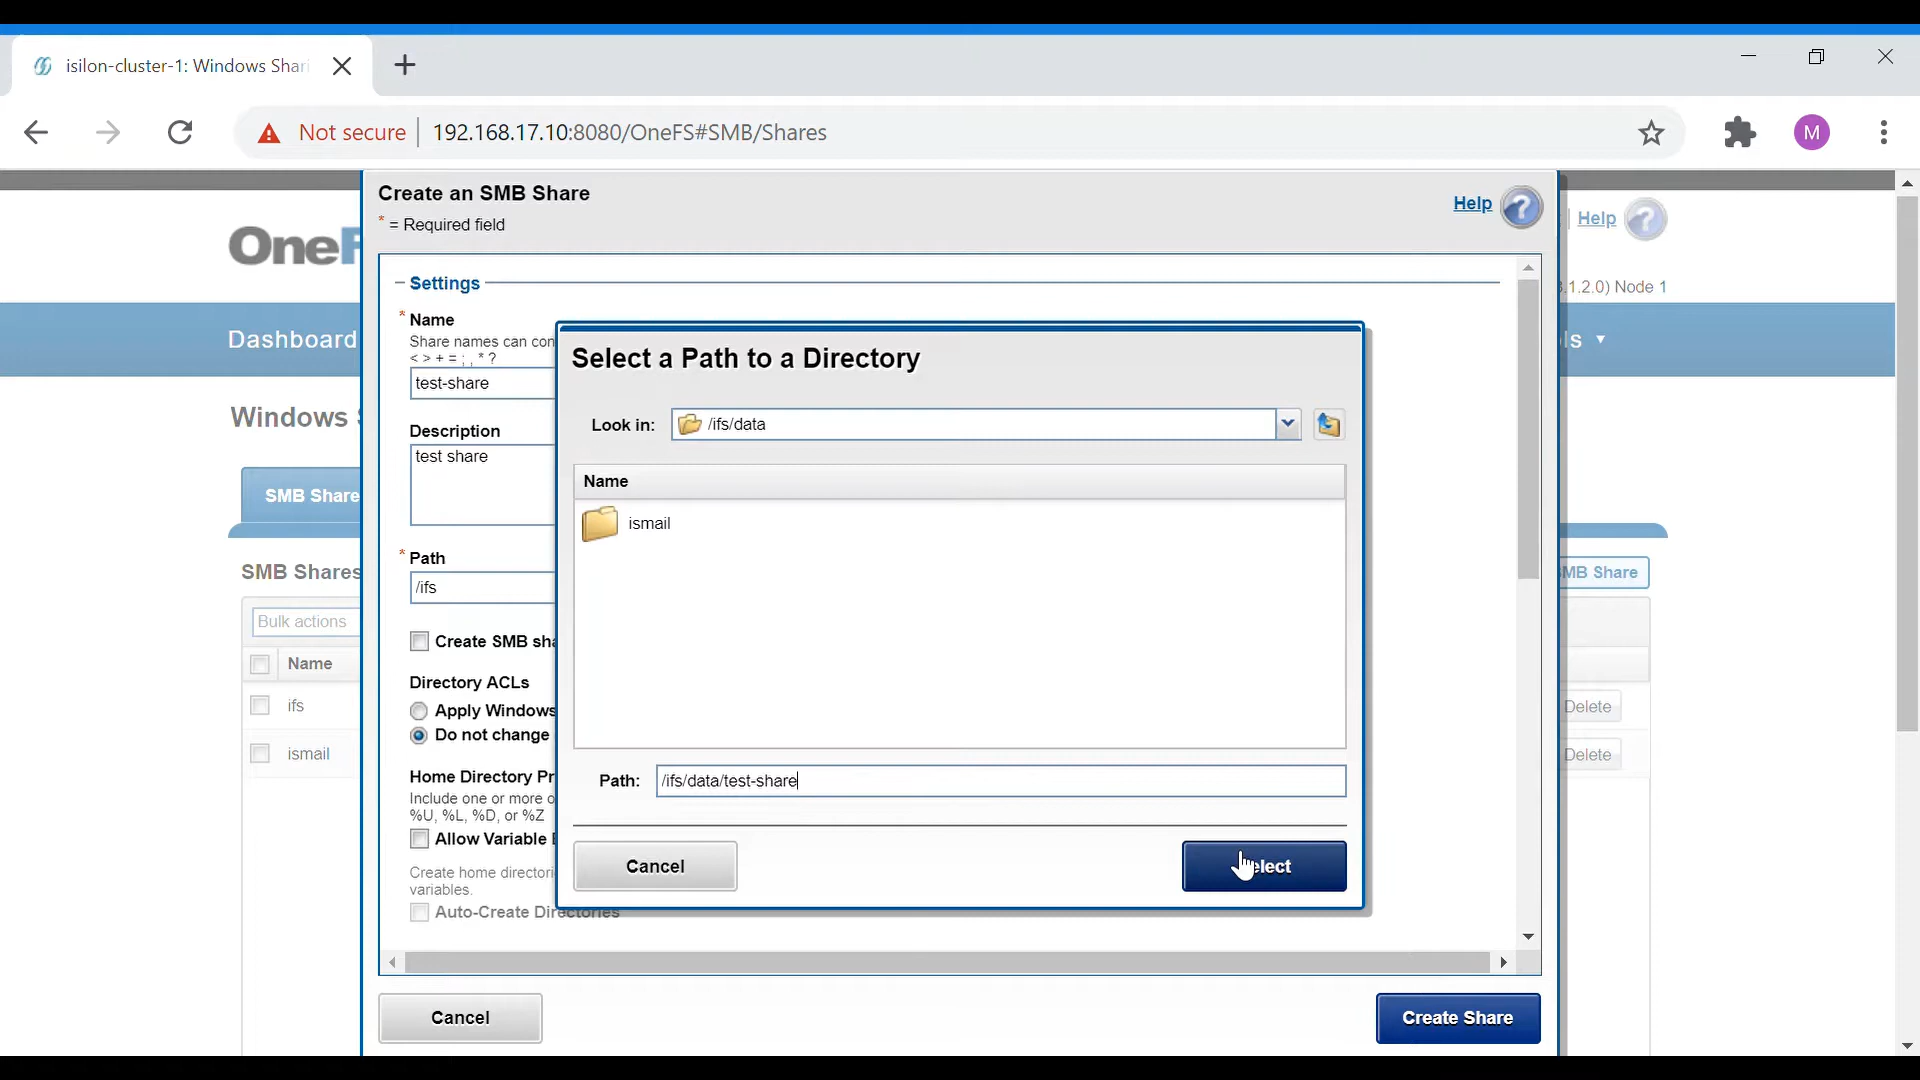 isilon-cluster-1: Windows Shari
Not secure 192.168.17.10:8080/OneFS#SMB/Shares
M
Create an SMB Share
* = Required field
Help ?
Help ?
OneF
.1.2.0) Node 1
Settings
Dashboard
ls
* Name
Share names can con
< > + = ; , * ?
test-share
Windows S
Description
test share
SMB Share
* Path
/ifs
SMB Shares
MB Share
Bulk actions
Create SMB sha
Name
Directory ACLs
ifs
Apply Windows
Delete
Do not change
ismail
Delete
Home Directory Pr
Include one or more o
%U, %L, %D, or %Z
Allow Variable E
Create home directori
variables.
Auto-Create Directories
Select a Path to a Directory
Look in: /ifs/data
Name
ismail
Path: /ifs/data/test-share
Cancel
elect
Cancel
Create Share